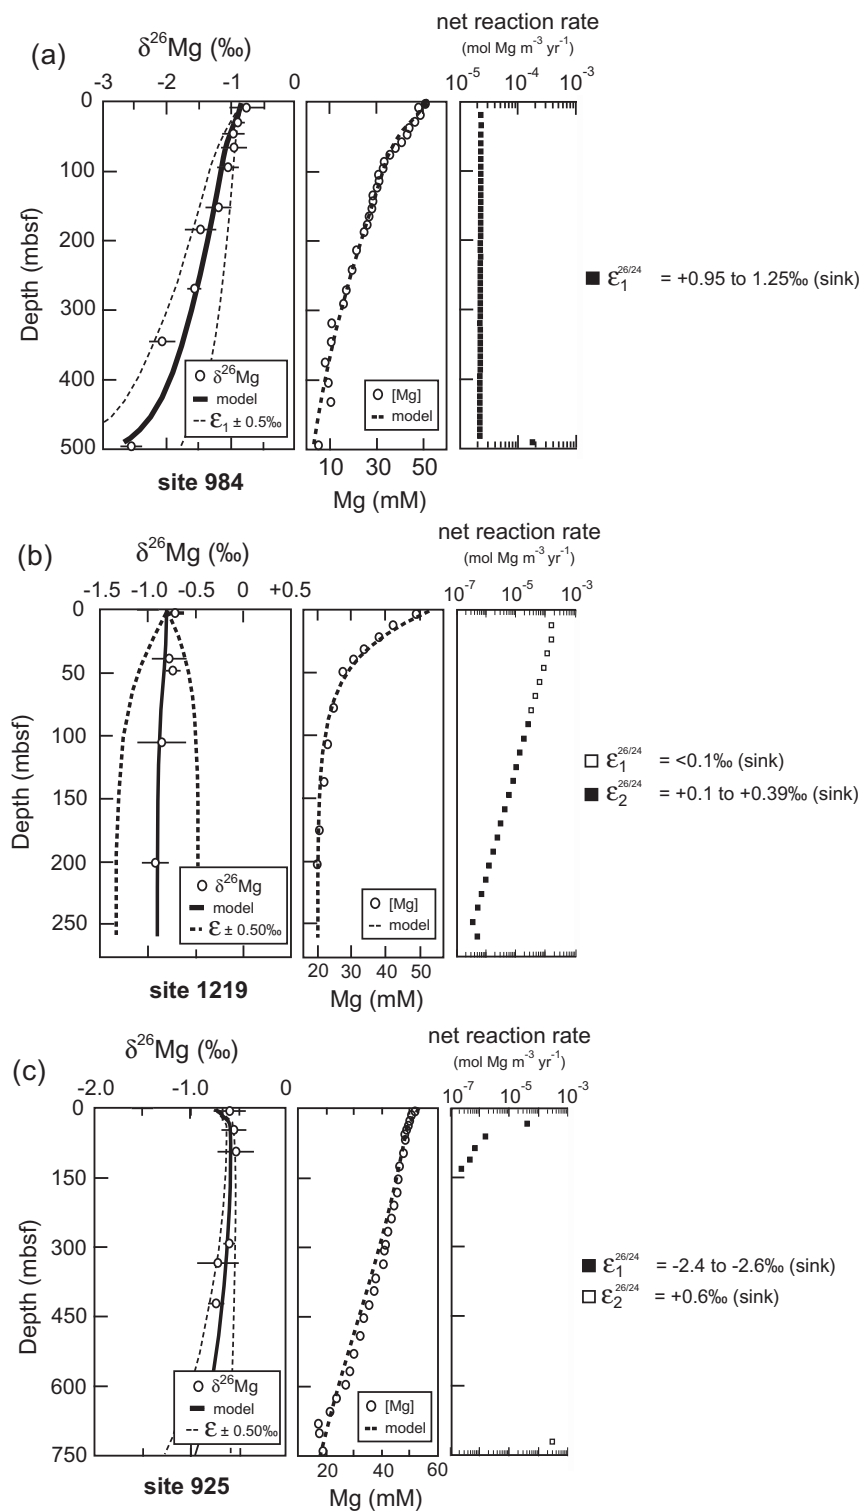 (a)
δ²⁶Mg (‰)
net reaction rate
(mol Mg m⁻³ yr⁻¹)
-3 -2 -1 0
10⁻⁵ 10⁻⁴ 10⁻³
0
100
200
300
400
500
Depth (mbsf)
δ²⁶Mg
model
ε₁ ± 0.5‰
[Mg]
model
10 30 50
Mg (mM)
site 984
ε₁²⁶/²⁴ = +0.95 to 1.25‰ (sink)
(b)
δ²⁶Mg (‰)
net reaction rate
(mol Mg m⁻³ yr⁻¹)
-1.5 -1.0 -0.5 0 +0.5
10⁻⁷ 10⁻⁵ 10⁻³
0
50
100
150
200
250
Depth (mbsf)
δ²⁶Mg
model
ε ± 0.50‰
[Mg]
model
20 30 40 50
Mg (mM)
site 1219
ε₁²⁶/²⁴ = <0.1‰ (sink)
ε₂²⁶/²⁴ = +0.1 to +0.39‰ (sink)
(c)
δ²⁶Mg (‰)
net reaction rate
(mol Mg m⁻³ yr⁻¹)
-2.0 -1.0 0
10⁻⁷ 10⁻⁵ 10⁻³
0
150
300
450
600
750
Depth (mbsf)
δ²⁶Mg
model
ε ± 0.50‰
[Mg]
model
20 40 60
Mg (mM)
site 925
ε₁²⁶/²⁴ = -2.4 to -2.6‰ (sink)
ε₂²⁶/²⁴ = +0.6‰ (sink)